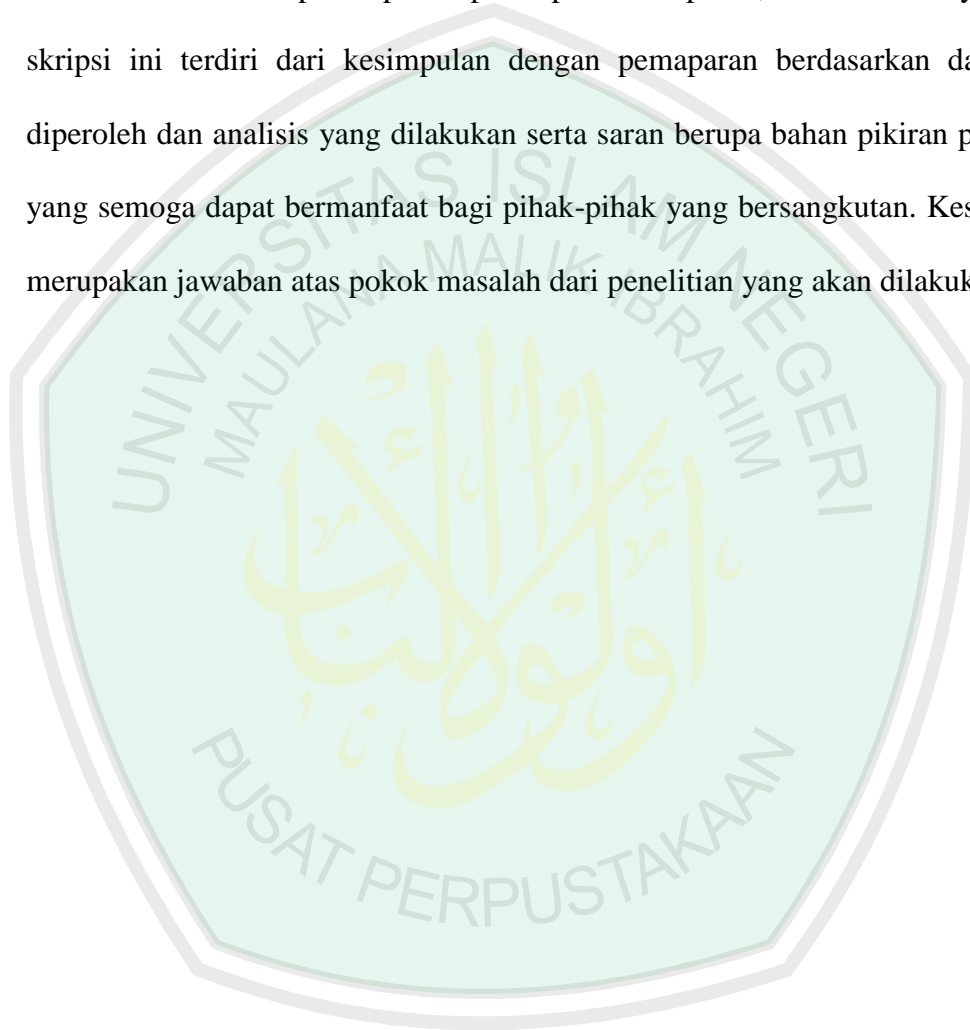 skripsi ini terdiri dari kesimpulan dengan pemaparan berdasarkan da
diperoleh dan analisis yang dilakukan serta saran berupa bahan pikiran p
yang semoga dapat bermanfaat bagi pihak-pihak yang bersangkutan. Kes
merupakan jawaban atas pokok masalah dari penelitian yang akan dilakuk
UNIVERSITAS ISLAM NEGERI
MAULANA MALIK IBRAHIM
أولوا الألباب
PUSAT PERPUSTAKAAN